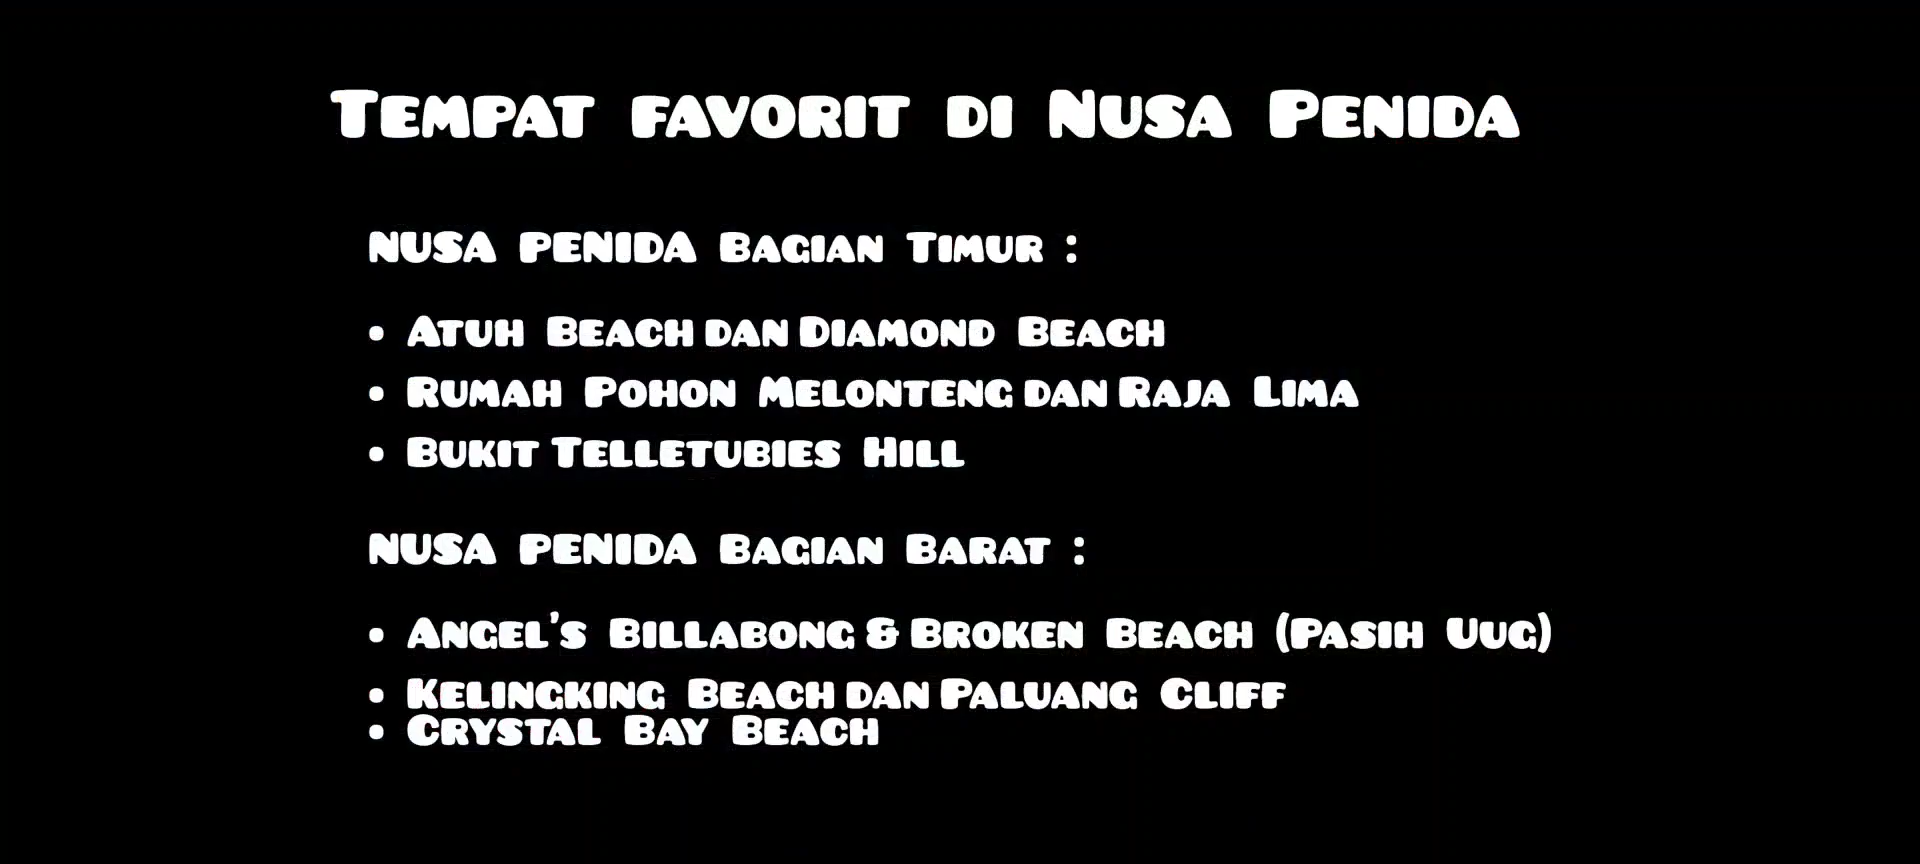 Tempat favorit di Nusa Penida
NUSA PENIDA Bagian Timur :
• Atuh Beach dan Diamond Beach
• Rumah Pohon Melonteng dan Raja Lima
• Bukit Telletubies Hill
NUSA PENIDA Bagian Barat :
• Angel's Billabong & Broken Beach (Pasih Uug)
• Kelingking Beach dan Paluang Cliff
• Crystal Bay Beach